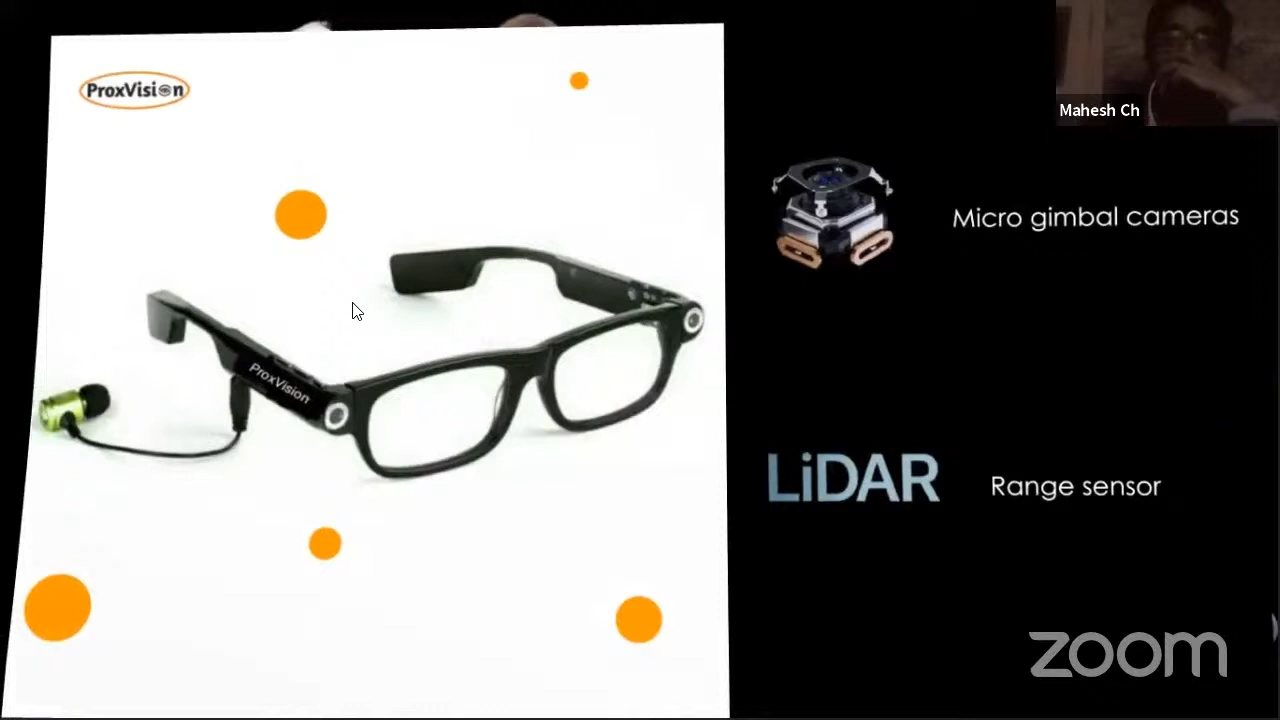 ProxVision
Mahesh Ch
Micro gimbal cameras
ProxVision
LiDAR
Range sensor
zoom